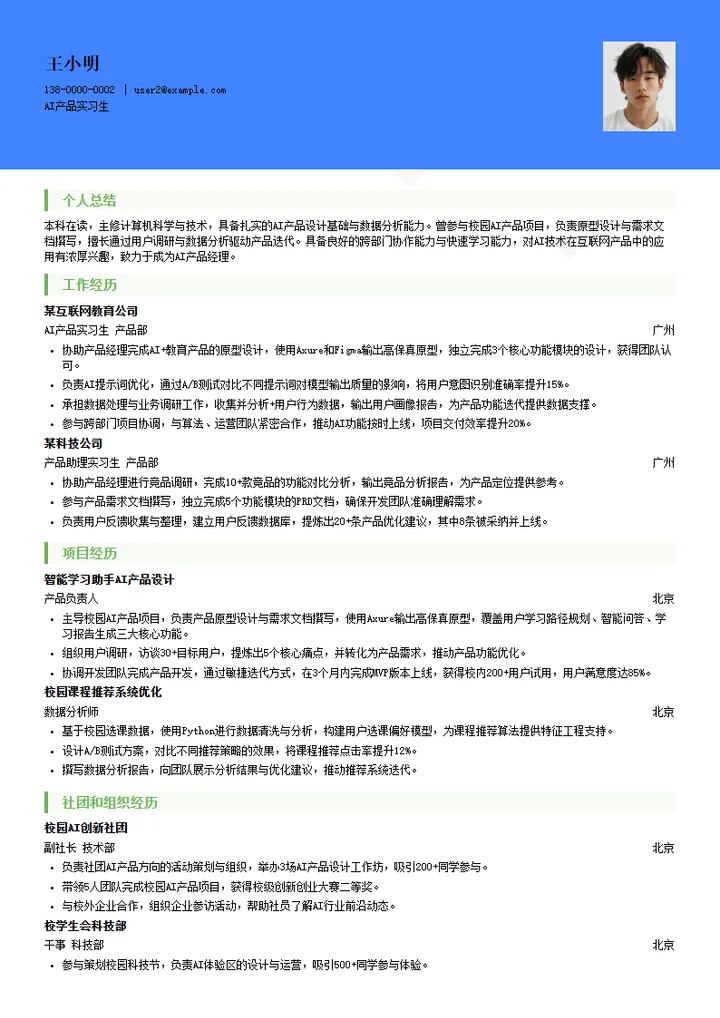 王小明
138-0000-0002 | user2@example.com
AI产品实习生
个人总结
本科在读，主修计算机科学与技术，具备扎实的AI产品设计基础与数据分析能力。曾参与校园AI产品项目，负责原型设计与需求文
档撰写，擅长通过用户调研与数据分析驱动产品迭代。具备良好的跨部门协作能力与快速学习能力，对AI技术在互联网产品中的应
用有浓厚兴趣，致力于成为AI产品经理。
工作经历
某互联网教育公司
AI产品实习生 产品部 广州
• 协助产品经理完成AI+教育产品的原型设计，使用Axure和Figma输出高保真原型，独立完成3个核心功能模块的设计，获得团队认
可。
• 负责AI提示词优化，通过A/B测试对比不同提示词对模型输出质量的影响，将用户意图识别准确率提升15%。
• 承担数据处理与业务调研工作，收集并分析+用户行为数据，输出用户画像报告，为产品功能迭代提供数据支撑。
• 参与跨部门项目协调，与算法、运营团队紧密合作，推动AI功能按时上线，项目交付效率提升20%。
某科技公司
产品助理实习生 产品部 广州
• 协助产品经理进行竞品调研，完成10+款竞品的功能对比分析，输出竞品分析报告，为产品定位提供参考。
• 参与产品需求文档撰写，独立完成5个功能模块的PRD文档，确保开发团队准确理解需求。
• 负责用户反馈收集与整理，建立用户反馈数据库，提炼出20+条产品优化建议，其中8条被采纳并上线。
项目经历
智能学习助手AI产品设计
产品负责人 北京
• 主导校园AI产品项目，负责产品原型设计与需求文档撰写，使用Axure输出高保真原型，覆盖用户学习路径规划、智能问答、学
习报告生成三大核心功能。
• 组织用户调研，访谈30+目标用户，提炼出5个核心痛点，并转化为产品需求，推动产品功能优化。
• 协调开发团队完成产品开发，通过敏捷迭代方式，在3个月内完成MVP版本上线，获得校内200+用户试用，用户满意度达85%。
校园课程推荐系统优化
数据分析师 北京
• 基于校园选课数据，使用Python进行数据清洗与分析，构建用户选课偏好模型，为课程推荐算法提供特征工程支持。
• 设计A/B测试方案，对比不同推荐策略的效果，将课程推荐点击率提升12%。
• 撰写数据分析报告，向团队展示分析结果与优化建议，推动推荐系统迭代。
社团和组织经历
校园AI创新社团
副社长 技术部 北京
• 负责社团AI产品方向的活动策划与组织，举办3场AI产品设计工作坊，吸引200+同学参与。
• 带领5人团队完成校园AI产品项目，获得校级创新创业大赛二等奖。
• 与校外企业合作，组织企业参访活动，帮助社员了解AI行业前沿动态。
校学生会科技部
干事 科技部 北京
• 参与策划校园科技节，负责AI体验区的设计与运营，吸引500+同学参与体验。